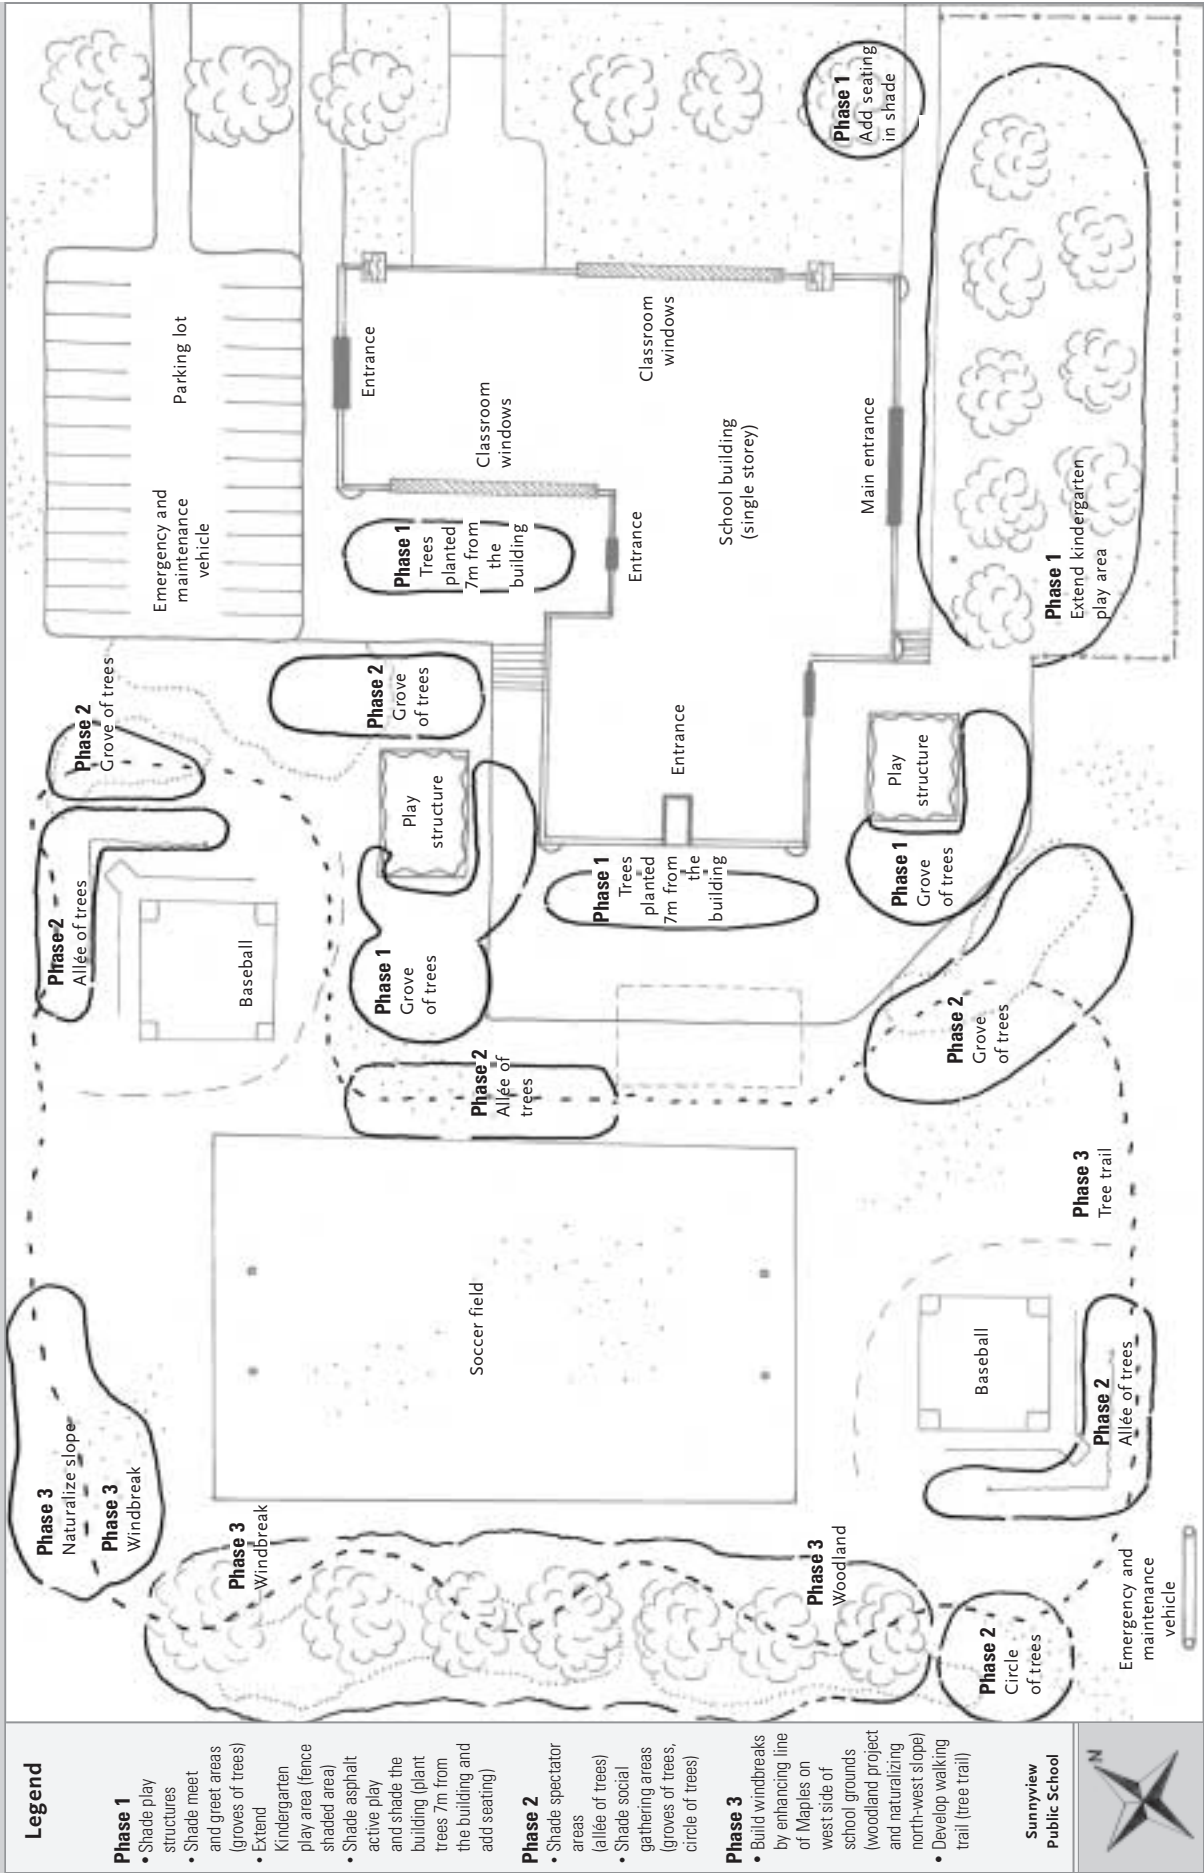 Legend
Phase 1
• Shade play
structures
• Shade meet
and greet areas
(groves of trees)
• Extend
Kindergarten
play area (fence
shaded area)
• Shade asphalt
active play
and shade the
building (plant
trees 7m from
the building and
add seating)
Phase 2
• Shade spectator
areas
(allée of trees)
• Shade social
gathering areas
(groves of trees,
circle of trees)
Phase 3
• Build windbreaks
by enhancing line
of Maples on
west side of
school grounds
(woodland project
and naturalizing
north-west slope)
• Develop walking
trail (tree trail)
Sunnyview
Public School
N
Phase 3
Naturalize slope
Phase 3
Windbreak
Phase 3
Windbreak
Phase 3
Woodland
Phase 2
Circle
of trees
Emergency and
maintenance
vehicle
Soccer field
Baseball
Phase 2
Allée of trees
Phase 3
Tree trail
Phase 2
Allée of trees
Baseball
Phase 2
Allée of
trees
Phase 1
Grove
of trees
Phase 2
Grove
of trees
Phase 2
Grove of trees
Play
structure
Phase 2
Grove
of trees
Phase 1
Trees
planted
7m from
the
building
Phase 1
Grove
of trees
Play
structure
Entrance
Emergency and
maintenance
vehicle
Parking lot
Phase 1
Trees
planted
7m from
the
building
Entrance
Classroom
windows
Entrance
School building
(single storey)
Classroom
windows
Main entrance
Phase 1
Extend kindergarten
play area
Phase 1
Add seating
in shade